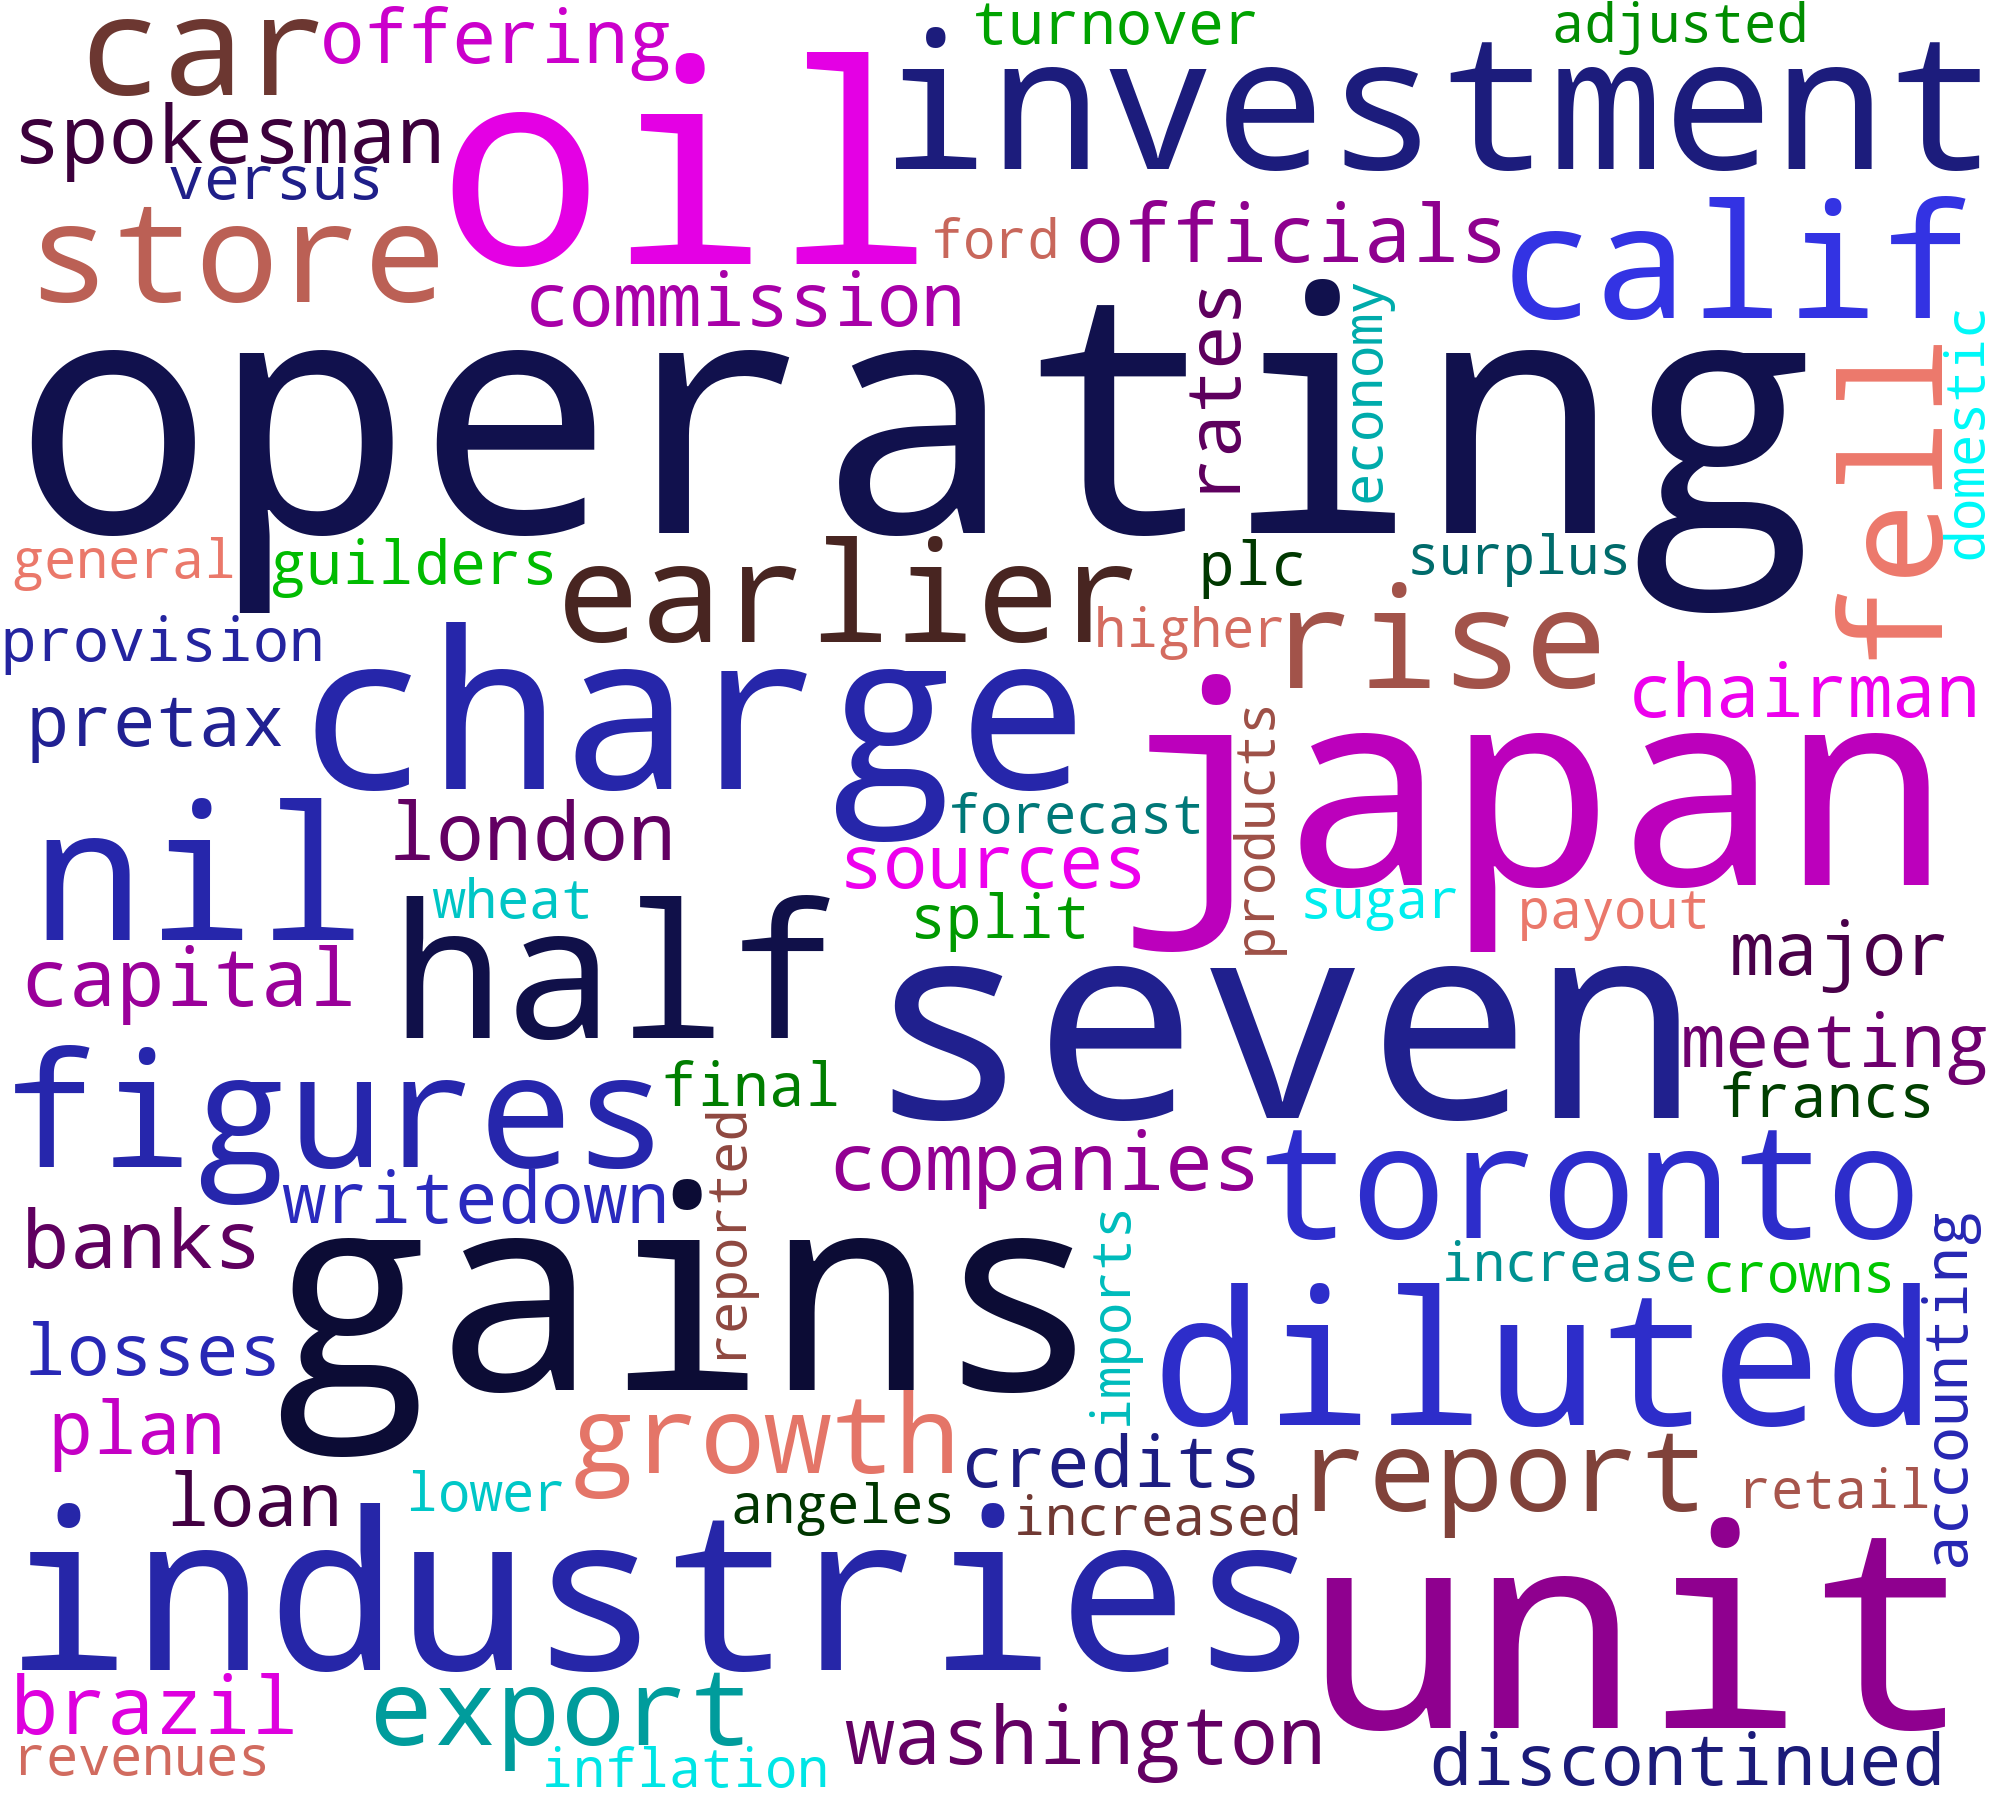 car
offering
turnover
adjusted
oil
investment
spokesman
versus
store
ford
officials
calif
commission
operating
rates
economy
fell
domestic
general
guilders
earlier
plc
surplus
provision
higher
rise
charge
japan
chairman
pretax
products
nil
london
forecast
sources
wheat
half
split
sugar
payout
major
capital
seven
meeting
figures
final
francs
writedown
reported
companies
toronto
banks
gains
imports
increase
crowns
accounting
losses
diluted
plan
growth
credits
report
loan
lower
angeles
increased
retail
industries
unit
brazil
export
washington
revenues
inflation
discontinued